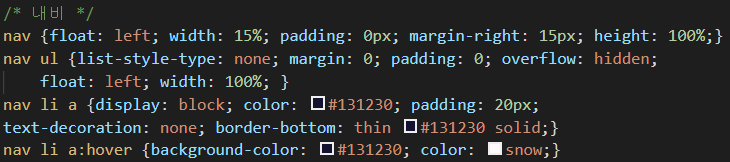 /* 내비 */
nav {float: left; width: 15%; padding: 0px; margin-right: 15px; height: 100%;}
nav ul {list-style-type: none; margin: 0; padding: 0; overflow: hidden;
    float: left; width: 100%; }
nav li a {display: block; color: #131230; padding: 20px;
text-decoration: none; border-bottom: thin #131230 solid;}
nav li a:hover {background-color: #131230; color: snow;}